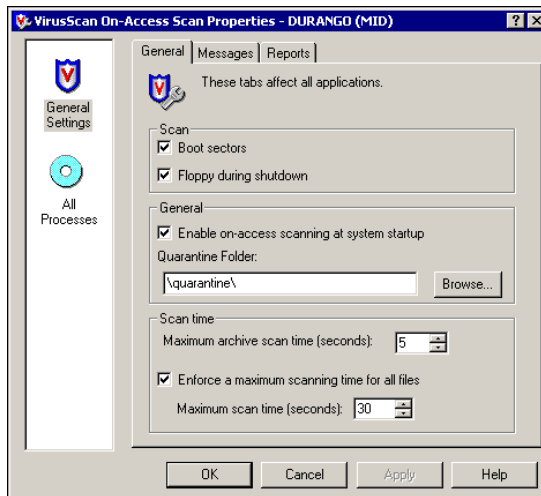 VirusScan On-Access Scan Properties - DURANGO (MID)
General
Settings
All
Processes
General Messages Reports
These tabs affect all applications.
Scan
Boot sectors
Floppy during shutdown
General
Enable on-access scanning at system startup
Quarantine Folder:
\quarantine\ Browse...
Scan time
Maximum archive scan time (seconds): 5
Enforce a maximum scanning time for all files
Maximum scan time (seconds): 30
OK Cancel Apply Help